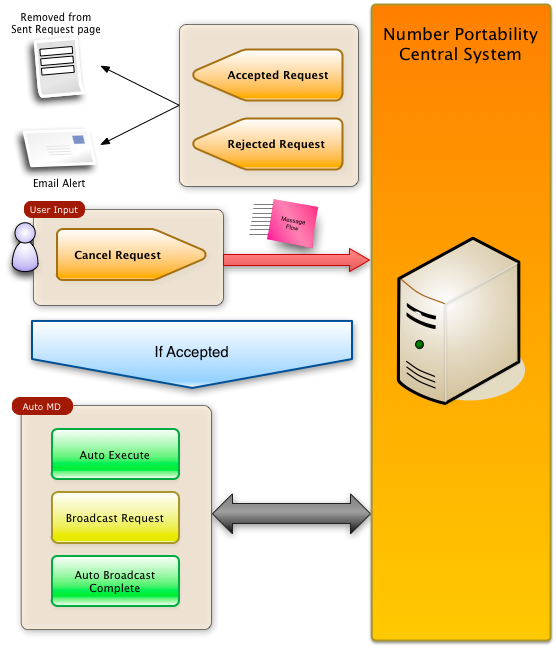 Removed from
Sent Request page
Number Portability
Central System
Accepted Request
Rejected Request
Email Alert
User Input
Message
Flow
Cancel Request
If Accepted
Auto MD
Auto Execute
Broadcast Request
Auto Broadcast
Complete